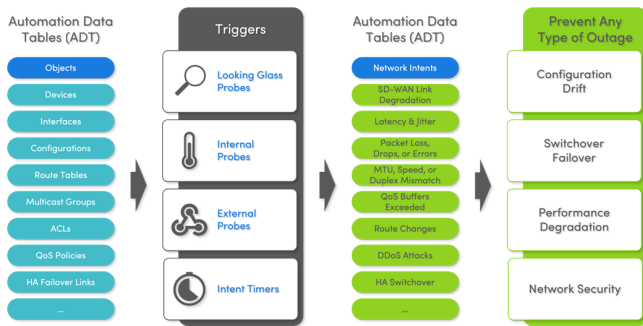 Automation Data
Tables (ADT)
Objects
Devices
Interfaces
Configurations
Route Tables
Multicast Groups
ACLs
QoS Policies
HA Failover Links
...
Triggers
Looking Glass
Probes
Internal
Probes
External
Probes
Intent Timers
Automation Data
Tables (ADT)
Network Intents
SD-WAN Link
Degradation
Latency & Jitter
Packet Loss,
Drops, or Errors
MTU, Speed, or
Duplex Mismatch
QoS Buffers
Exceeded
Route Changes
DDoS Attacks
HA Switchover
...
Prevent Any
Type of Outage
Configuration
Drift
Switchover
Failover
Performance
Degradation
Network Security